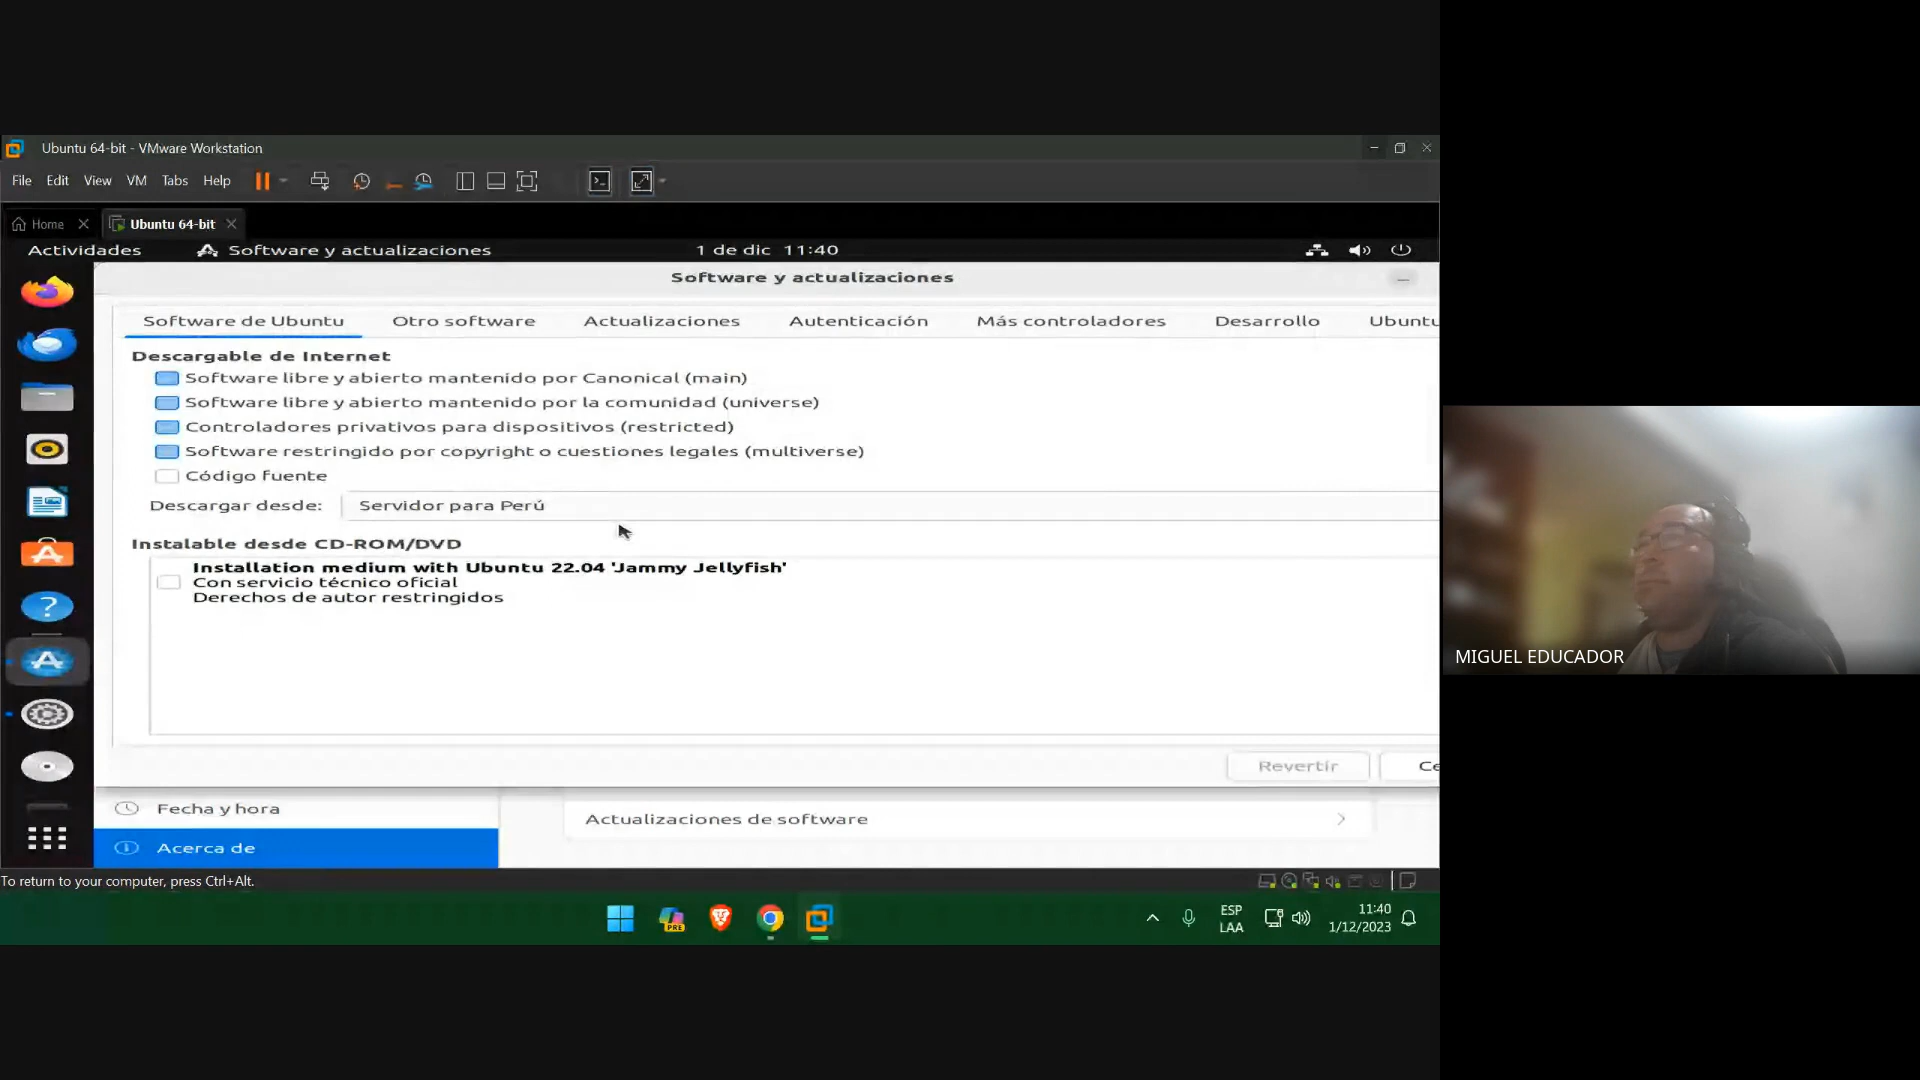 Ubuntu 64-bit - VMware Workstation
File Edit View VM Tabs Help
Home
Ubuntu 64-bit
Actividades
Software y actualizaciones
1 de dic 11:40
Software y actualizaciones
Software de Ubuntu
Otro software
Actualizaciones
Autenticación
Más controladores
Desarrollo
Ubuntu
Descargable de Internet
Software libre y abierto mantenido por Canonical (main)
Software libre y abierto mantenido por la comunidad (universe)
Controladores privativos para dispositivos (restricted)
Software restringido por copyright o cuestiones legales (multiverse)
Código fuente
Descargar desde: Servidor para Perú
Instalable desde CD-ROM/DVD
Installation medium with Ubuntu 22.04 'Jammy Jellyfish'
Con servicio técnico oficial
Derechos de autor restringidos
Revertir
Ce
Fecha y hora
Actualizaciones de software
Acerca de
To return to your computer, press Ctrl+Alt.
PRE
ESP
LAA
11:40
1/12/2023
MIGUEL EDUCADOR